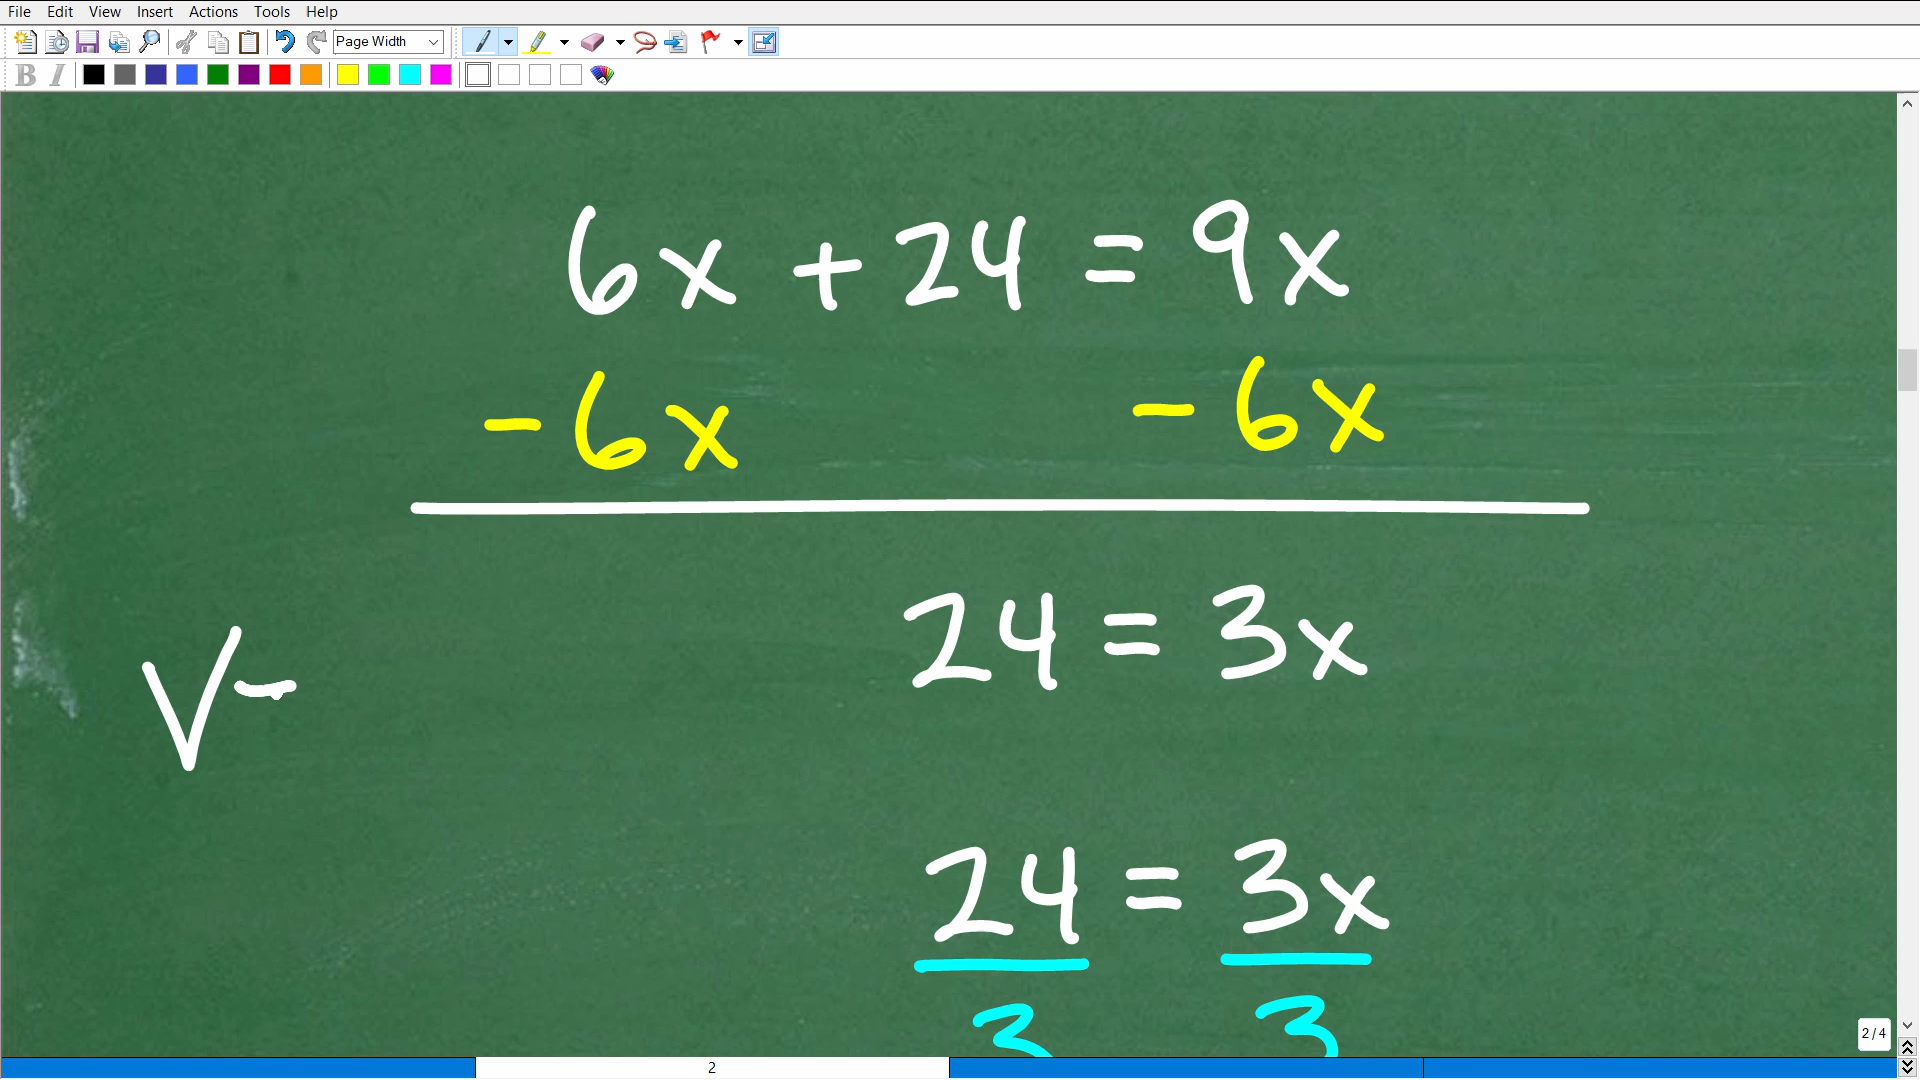 File Edit View Insert Actions Tools Help
Page Width
B I
6x + 24 = 9x
-6x -6x
24 = 3x
√-
24 = 3x
3 3
2 / 4
2